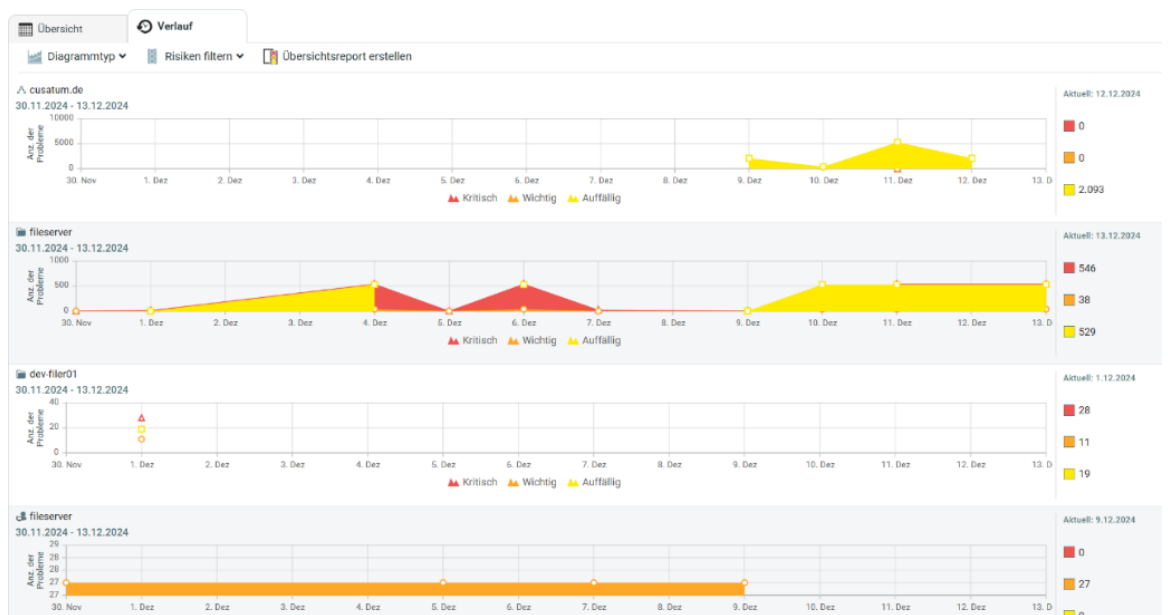 Übersicht Verlauf
Diagrammtyp Risiken filtern Übersichtsreport erstellen
cusatum.de
30.11.2024 - 13.12.2024
Aktuell: 12.12.2024
Anz. der Probleme
10000
5000
0
30. Nov 1. Dez 2. Dez 3. Dez 4. Dez 5. Dez 6. Dez 7. Dez 8. Dez 9. Dez 10. Dez 11. Dez 12. Dez 13. D
Kritisch Wichtig Auffällig
0
0
2.093
fileserver
30.11.2024 - 13.12.2024
Aktuell: 13.12.2024
Anz. der Probleme
1000
500
0
30. Nov 1. Dez 2. Dez 3. Dez 4. Dez 5. Dez 6. Dez 7. Dez 8. Dez 9. Dez 10. Dez 11. Dez 12. Dez 13. D
Kritisch Wichtig Auffällig
546
38
529
dev-filer01
30.11.2024 - 13.12.2024
Aktuell: 1.12.2024
Anz. der Probleme
40
20
0
30. Nov 1. Dez 2. Dez 3. Dez 4. Dez 5. Dez 6. Dez 7. Dez 8. Dez 9. Dez 10. Dez 11. Dez 12. Dez 13. D
Kritisch Wichtig Auffällig
28
11
19
fileserver
30.11.2024 - 13.12.2024
Aktuell: 9.12.2024
Anz. der Probleme
29
28
28
27
27
30. Nov 1. Dez 2. Dez 3. Dez 4. Dez 5. Dez 6. Dez 7. Dez 8. Dez 9. Dez 10. Dez 11. Dez 12. Dez 13. D
0
27